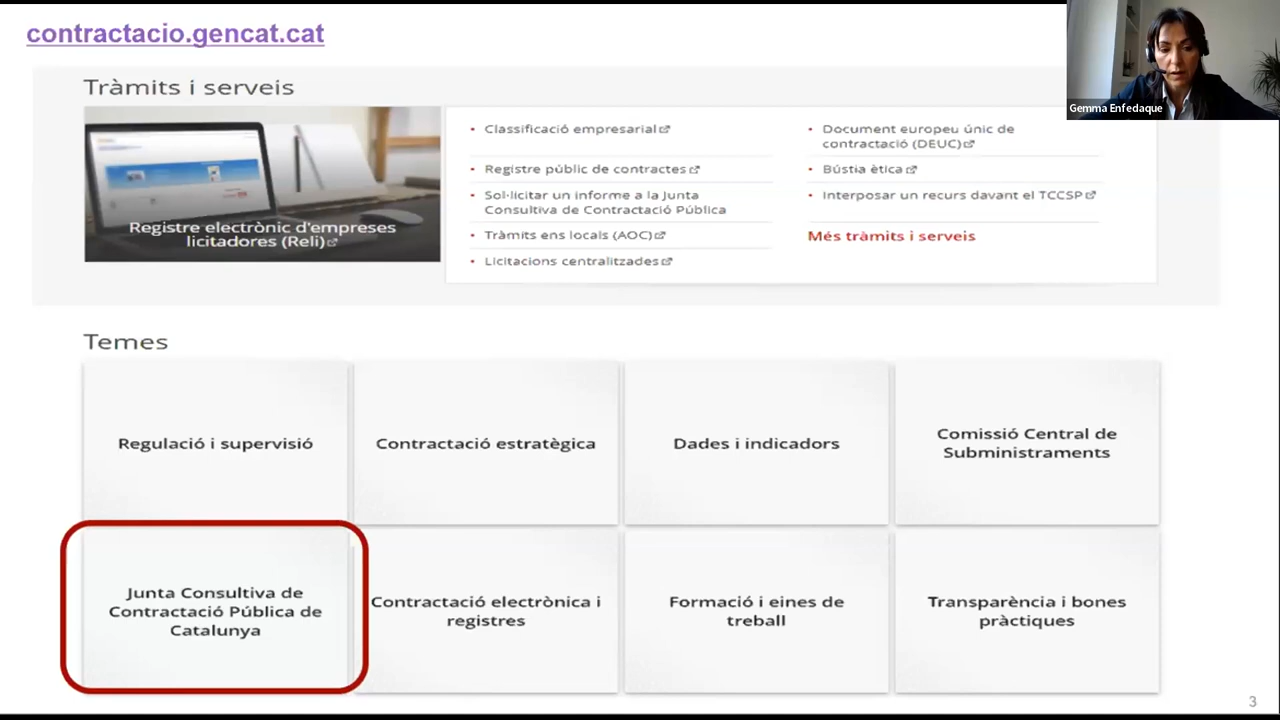 contractacio.gencat.cat
Gemma Enfedaque
Tràmits i serveis
Registre electrònic d'empreses
licitadores (Reli)
Classificació empresarial
Registre públic de contractes
Sol·licitar un informe a la Junta
Consultiva de Contractació Pública
Tràmits ens locals (AOC)
Licitacions centralitzades
Document europeu únic de
contractació (DEUC)
Bústia ètica
Interposar un recurs davant el TCCSP
Més tràmits i serveis
Temes
Regulació i supervisió
Contractació estratègica
Dades i indicadors
Comissió Central de
Subministraments
Junta Consultiva de
Contractació Pública de
Catalunya
Contractació electrònica i
registres
Formació i eines de
treball
Transparència i bones
pràctiques
3